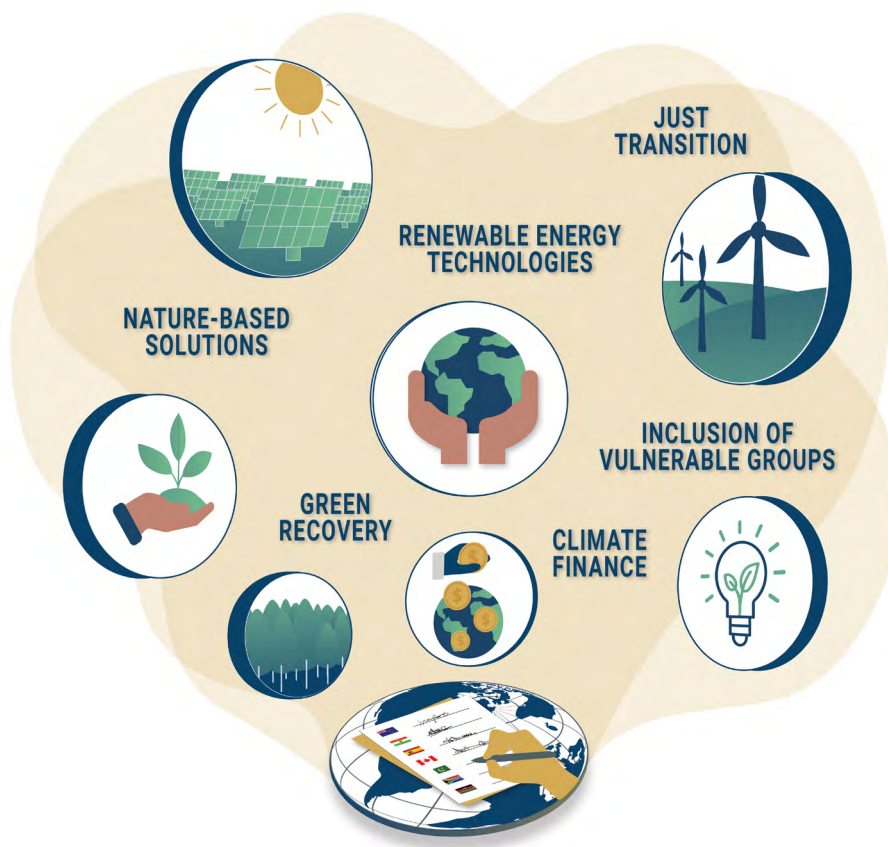 JUST
TRANSITION
RENEWABLE ENERGY
TECHNOLOGIES
NATURE-BASED
SOLUTIONS
INCLUSION OF
VULNERABLE GROUPS
GREEN
RECOVERY
CLIMATE
FINANCE
$
$
$
$